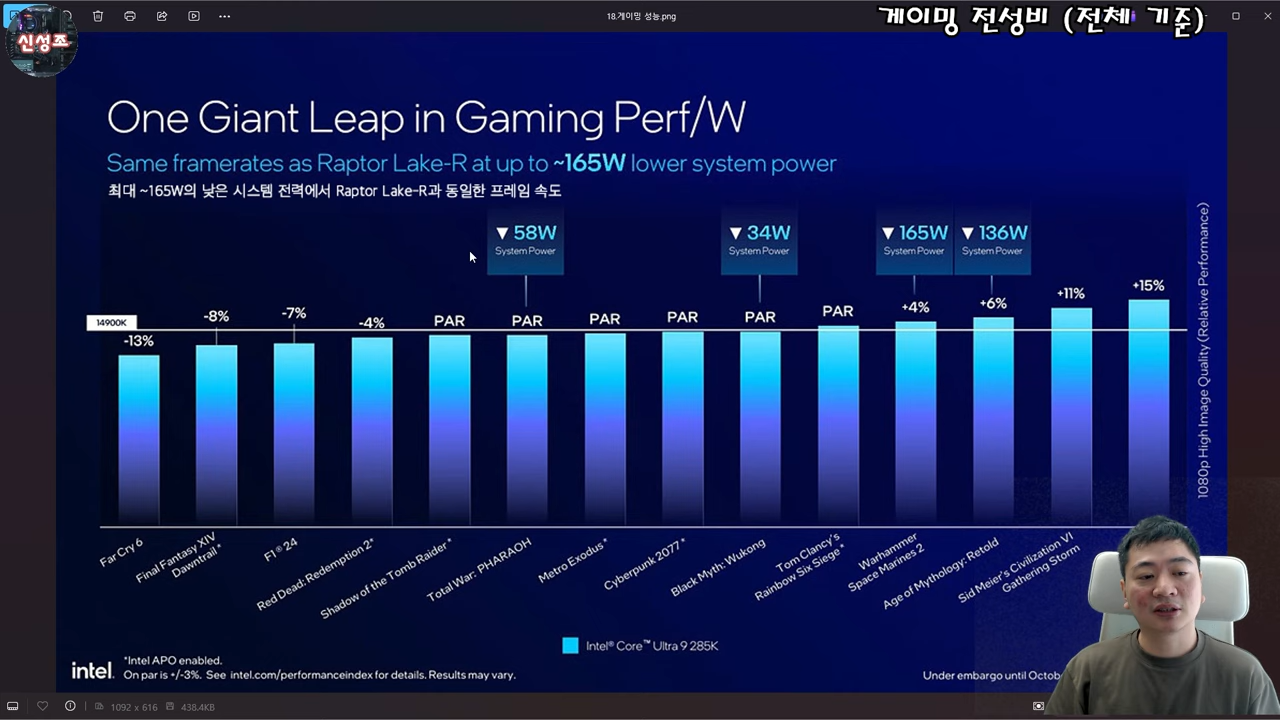 18.게이밍 성능.png
게이밍 전성비 (전체 기준)
신성조
One Giant Leap in Gaming Perf/W
Same framerates as Raptor Lake-R at up to ~165W lower system power
최대 ~165W의 낮은 시스템 전력에서 Raptor Lake-R과 동일한 프레임 속도
▼ 58W
System Power
▼ 34W
System Power
▼ 165W
System Power
▼ 136W
System Power
14900K
-13%
-8%
-7%
-4%
PAR
PAR
PAR
PAR
PAR
PAR
+4%
+6%
+11%
+15%
1080p High Image Quality (Relative Performance)
Far Cry 6
Final Fantasy XIV
Dawntrail*
F1® 24
Red Dead: Redemption 2*
Shadow of the Tomb Raider*
Total War: PHARAOH
Metro Exodus*
Cyberpunk 2077*
Black Myth: Wukong
Tom Clancy's
Rainbow Six Siege*
Warhammer
Space Marines 2
Age of Mythology: Retold
Sid Meier's Civilization VI
Gathering Storm
Intel® Core™ Ultra 9 285K
intel.
*Intel APO enabled.
On par is +/-3%. See intel.com/performanceindex for details. Results may vary.
Under embargo until
1092 x 616
438.4KB